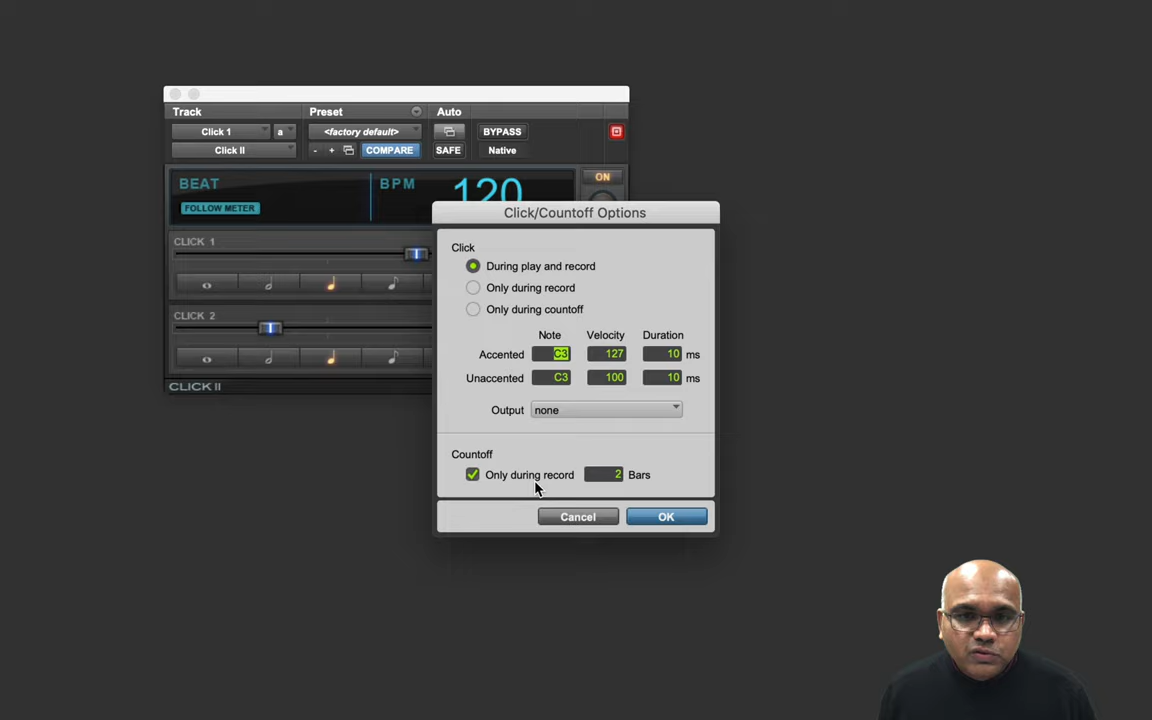 Track Preset Auto
Click 1 a <factory default> BYPASS
Click II - + COMPARE SAFE Native
BEAT BPM 120 ON
FOLLOW METER
Click/Countoff Options
CLICK 1
CLICK 2
CLICK II
Click
During play and record
Only during record
Only during countoff
Note Velocity Duration
Accented C3 127 10 ms
Unaccented C3 100 10 ms
Output none
Countoff
Only during record 2 Bars
Cancel OK